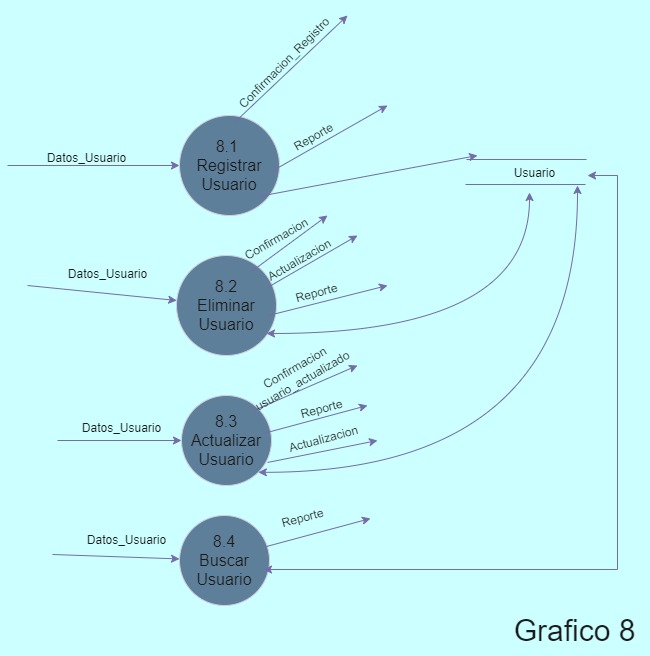 Confirmacion_Registro
Datos_Usuario
8.1
Registrar
Usuario
Reporte
Usuario
Datos_Usuario
8.2
Eliminar
Usuario
Confirmacion
Actualizacion
Reporte
Datos_Usuario
8.3
Actualizar
Usuario
Confirmacion
usuario_actualizado
Reporte
Actualizacion
Datos_Usuario
8.4
Buscar
Usuario
Reporte
Grafico 8